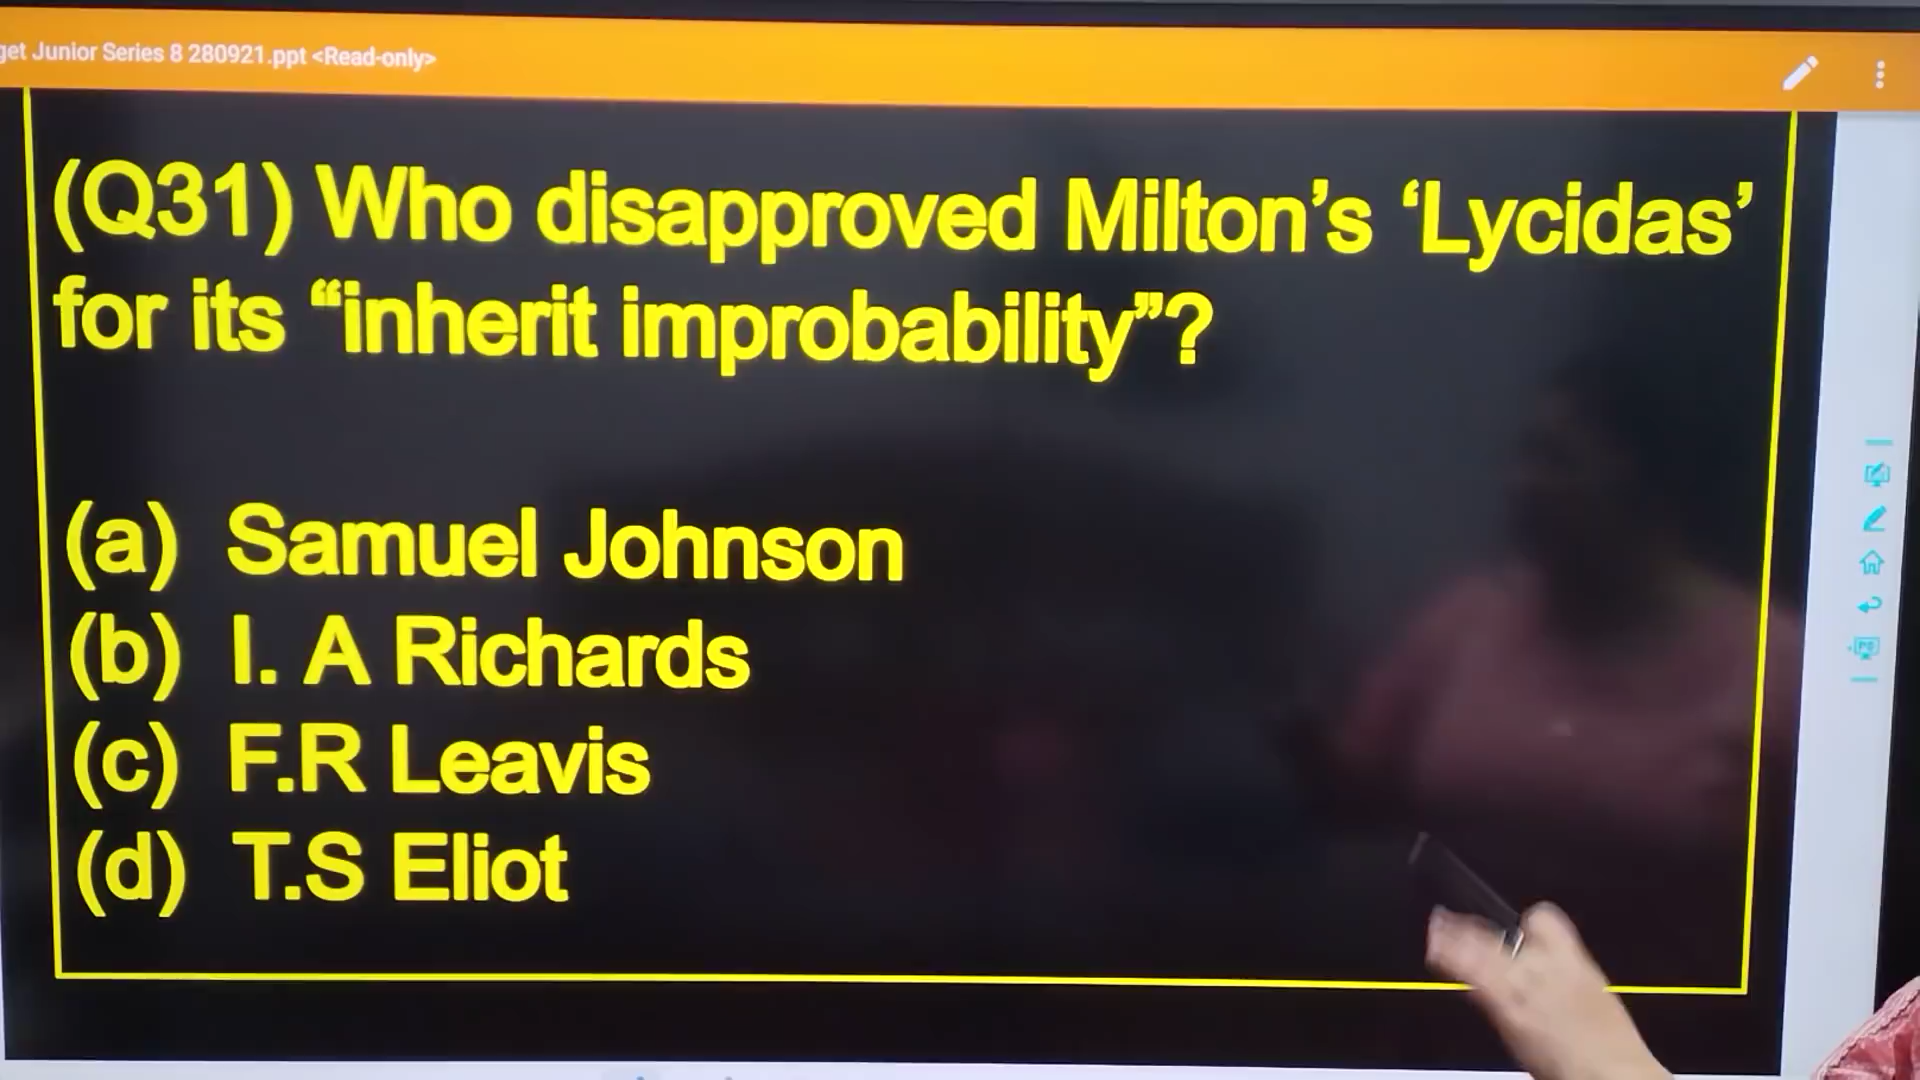 get Junior Series 8 280921.ppt <Read-only>
(Q31) Who disapproved Milton’s ‘Lycidas’
for its “inherit improbability”?
(a) Samuel Johnson
(b) I. A Richards
(c) F.R Leavis
(d) T.S Eliot